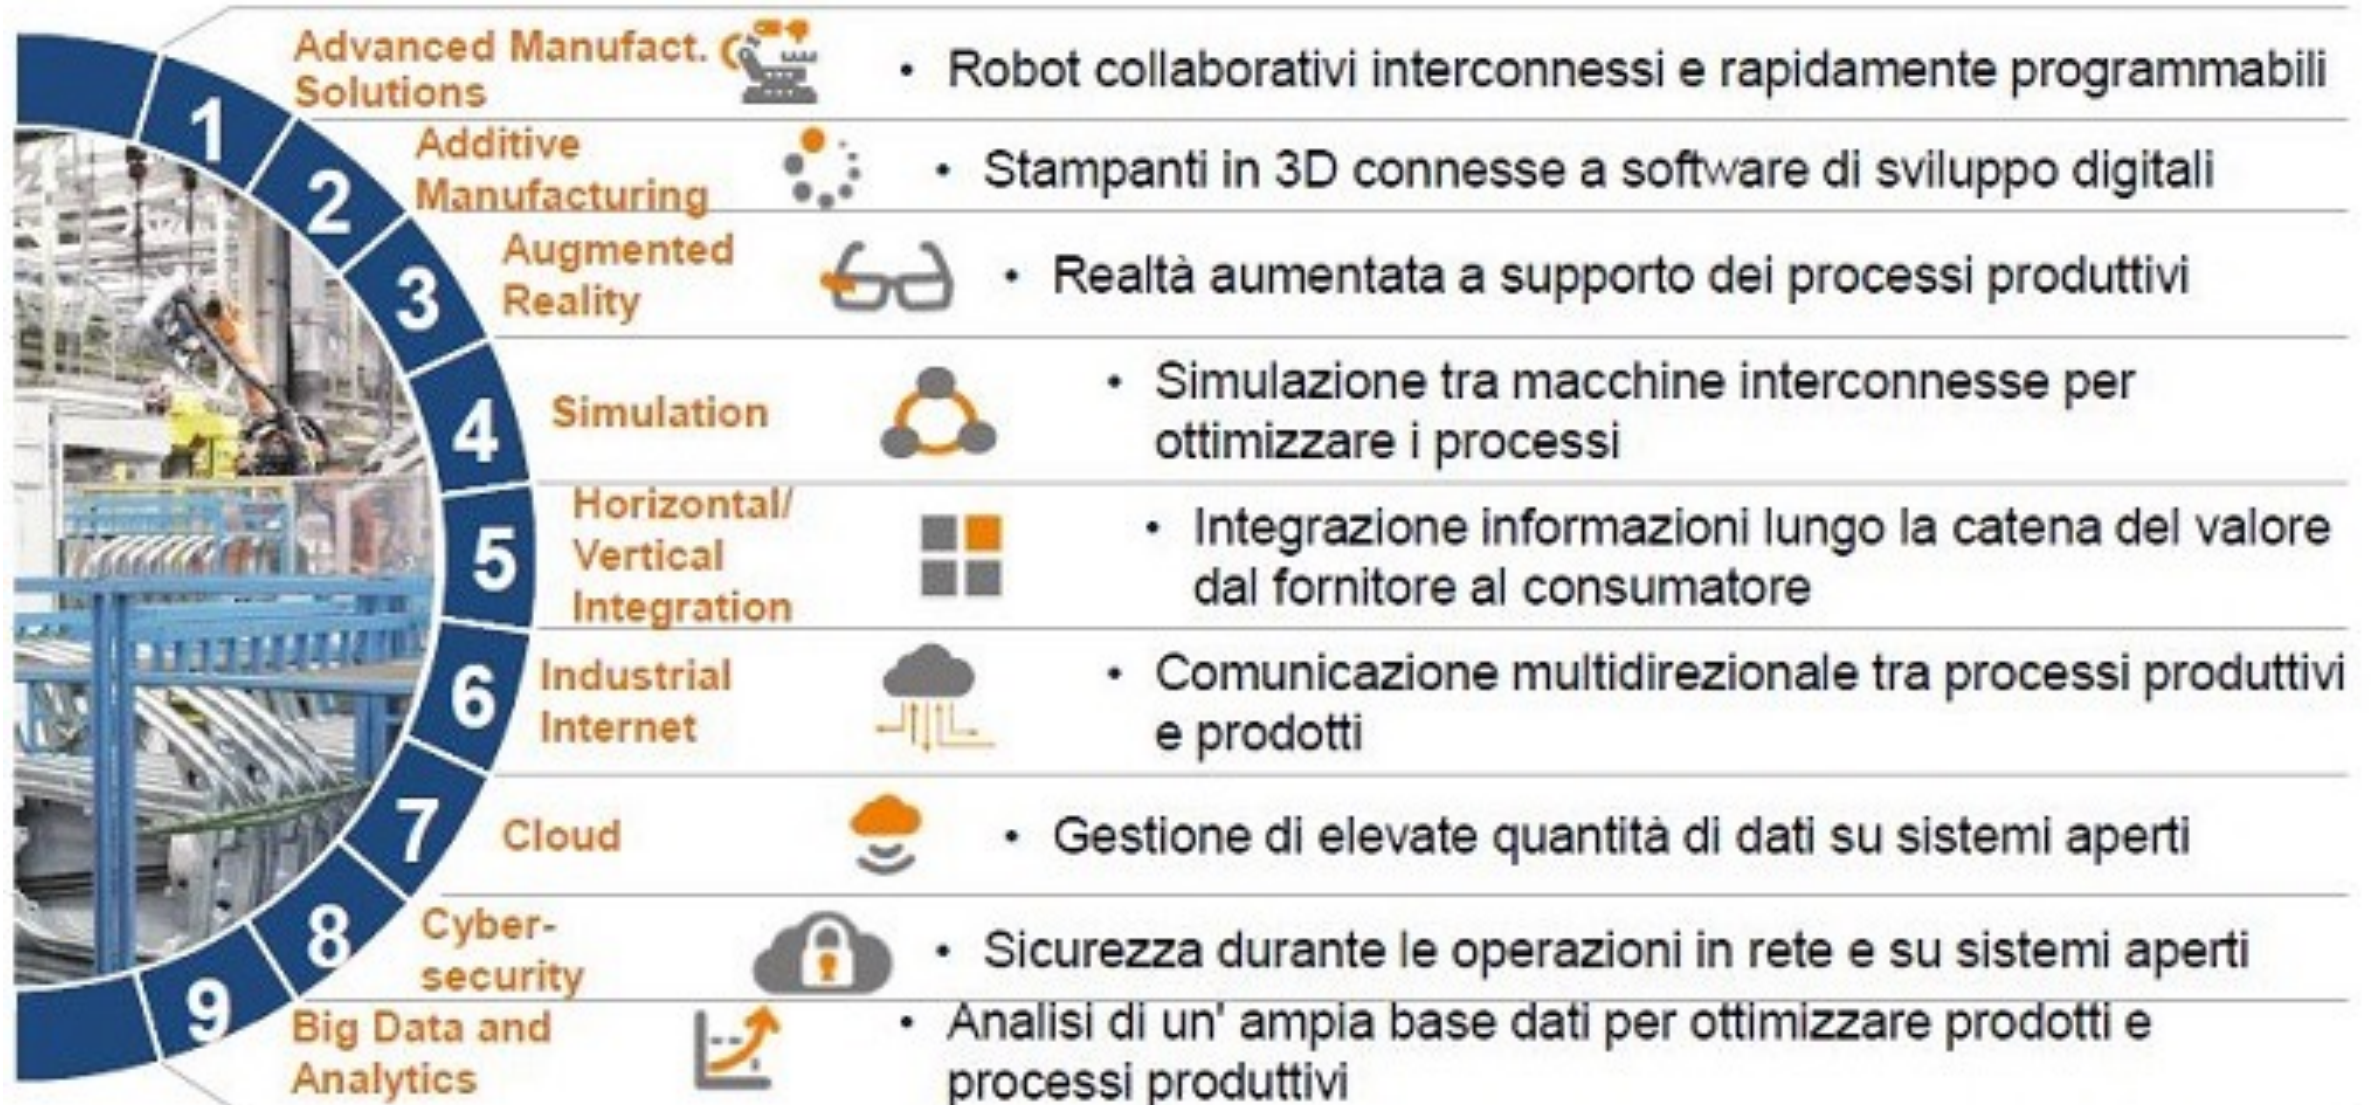 1
Advanced Manufact.
Solutions
• Robot collaborativi interconnessi e rapidamente programmabili
2
Additive
Manufacturing
• Stampanti in 3D connesse a software di sviluppo digitali
3
Augmented
Reality
• Realtà aumentata a supporto dei processi produttivi
4
Simulation
• Simulazione tra macchine interconnesse per
ottimizzare i processi
5
Horizontal/
Vertical
Integration
• Integrazione informazioni lungo la catena del valore
dal fornitore al consumatore
6
Industrial
Internet
• Comunicazione multidirezionale tra processi produttivi
e prodotti
7
Cloud
• Gestione di elevate quantità di dati su sistemi aperti
8
Cyber-
security
• Sicurezza durante le operazioni in rete e su sistemi aperti
9
Big Data and
Analytics
• Analisi di un' ampia base dati per ottimizzare prodotti e
processi produttivi